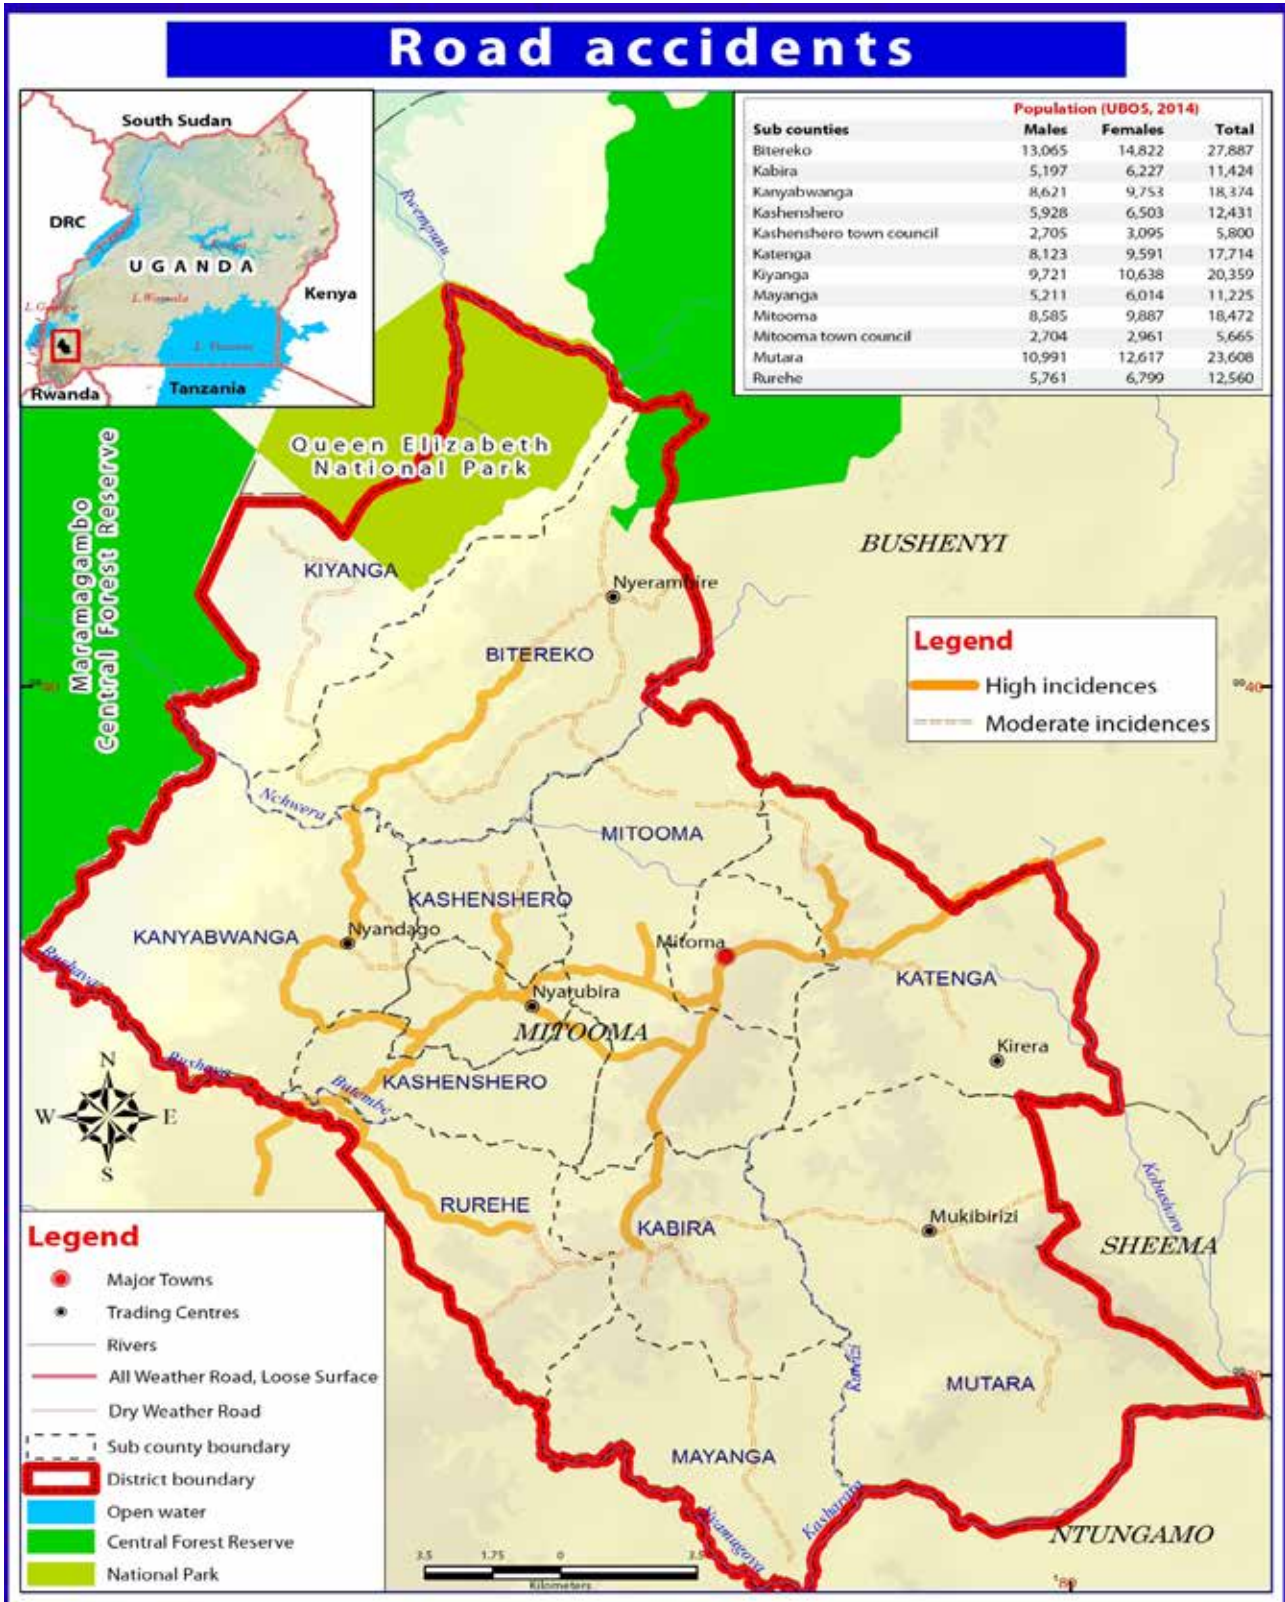 Road accidents
South Sudan
DRC
UGANDA
Kenya
L. Wamala
L. Victoria
Rwanda
Tanzania
Population (UBOS, 2014)
Sub counties Males Females Total
Bitereko 13,065 14,822 27,887
Kabira 5,197 6,227 11,424
Kanyabwanga 8,621 9,753 18,374
Kashenshero 5,928 6,503 12,431
Kashenshero town council 2,705 3,095 5,800
Katenga 8,123 9,591 17,714
Kiyanga 9,721 10,638 20,359
Mayanga 5,211 6,014 11,225
Mitooma 8,585 9,887 18,472
Mitooma town council 2,704 2,961 5,665
Mutara 10,991 12,617 23,608
Rurehe 5,761 6,799 12,560
Queen Elizabeth
National Park
Maramagambo
Central Forest Reserve
BUSHENYI
KIYANGA
Nyerambire
BITEREKO
Legend
High incidences
Moderate incidences
40
Nchwera
MITOOMA
KASHENSHERO
KANYABWANGA
Nyandago
Mitoma
KATENGA
Nyarubira
MITOOMA
Kirera
KASHENSHERO
Butembe
N
W
E
S
RUREHE
KABIRA
Mukibirizi
SHEEMA
MUTARA
MAYANGA
Kasharara
Nyamugoya
NTUNGAMO
Legend
Major Towns
Trading Centres
Rivers
All Weather Road, Loose Surface
Dry Weather Road
Sub county boundary
District boundary
Open water
Central Forest Reserve
National Park
3.5 1.75 0 3.5
Kilometers